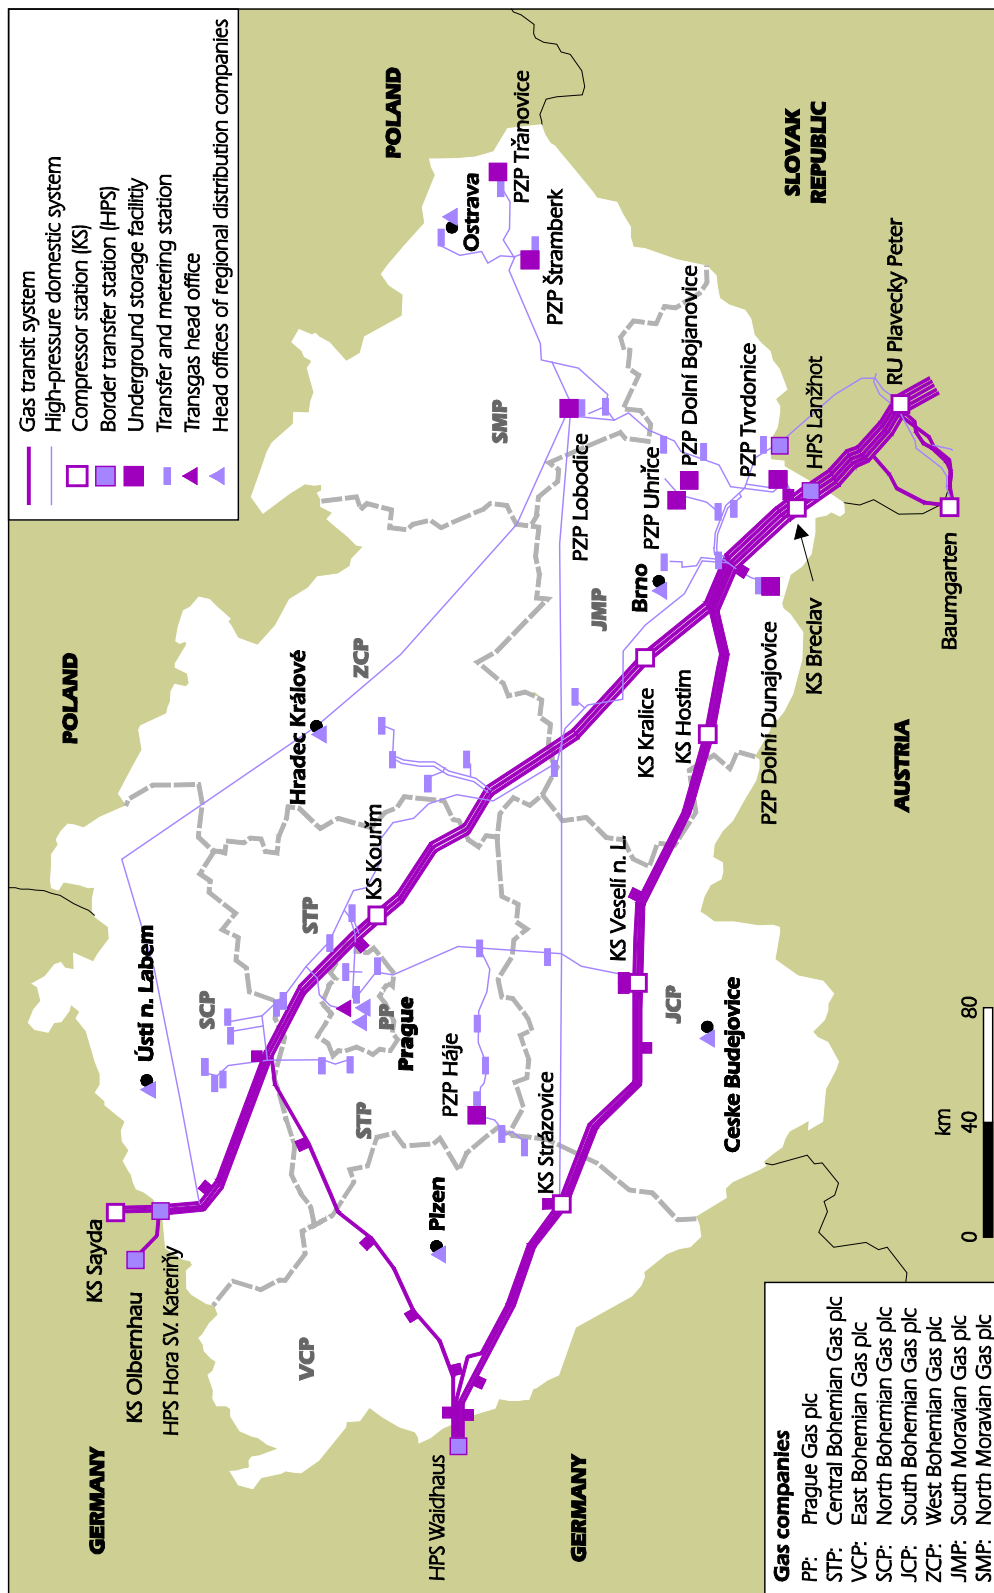 Gas transit system
High-pressure domestic system
Compressor station (KS)
Border transfer station (HPS)
Underground storage facilitiy
Transfer and metering station
Transgas head office
Head offices of regional distribution companies
GERMANY
POLAND
POLAND
KS Sayda
KS Olbernhau
HPS Hora SV. Kateriňy
Ústí n. Labem
SCP
STP
Hradec Králové
ZCP
KS Kouřím
PP
Prague
STP
VCP
Plzen
PZP Háje
HPS Waidhaus
SMP
Ostrava
PZP Třanovice
PZP Štramberk
PZP Lobodice
JMP
Brno
PZP Uhřice
PZP Dolní Bojanovice
PZP Tvrdonice
HPS Lanžhot
SLOVAK
REPUBLIC
RU Plavecky Peter
Baumgarten
KS Breclav
PZP Dolní Dunajovice
KS Kralice
KS Hostim
KS Veselí n. L.
KS Strázovice
JCP
Ceske Budejovice
GERMANY
AUSTRIA
km
0 40 80
Gas companies
PP: Prague Gas plc
STP: Central Bohemian Gas plc
VCP: East Bohemian Gas plc
SCP: North Bohemian Gas plc
JCP: South Bohemian Gas plc
ZCP: West Bohemian Gas plc
JMP: South Moravian Gas plc
SMP: North Moravian Gas plc